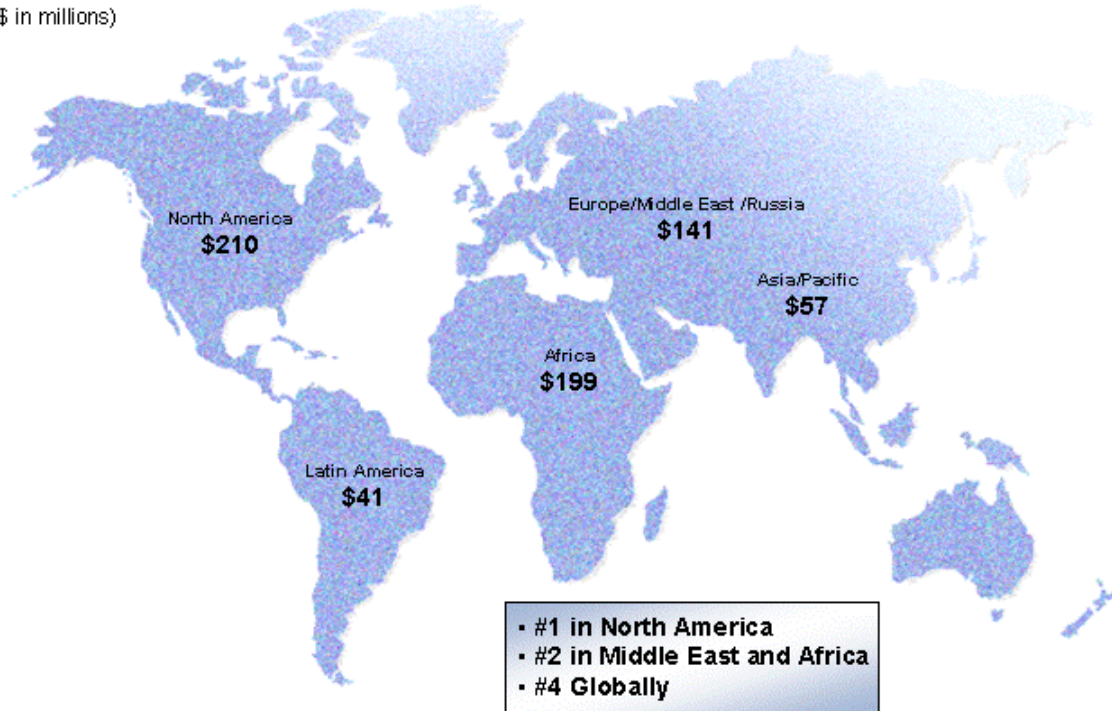 $ in millions)
North America
$210
Europe/Middle East /Russia
$141
Asia/Pacific
$57
Africa
$199
Latin America
$41
▪ #1 in North America
▪ #2 in Middle East and Africa
▪ #4 Globally